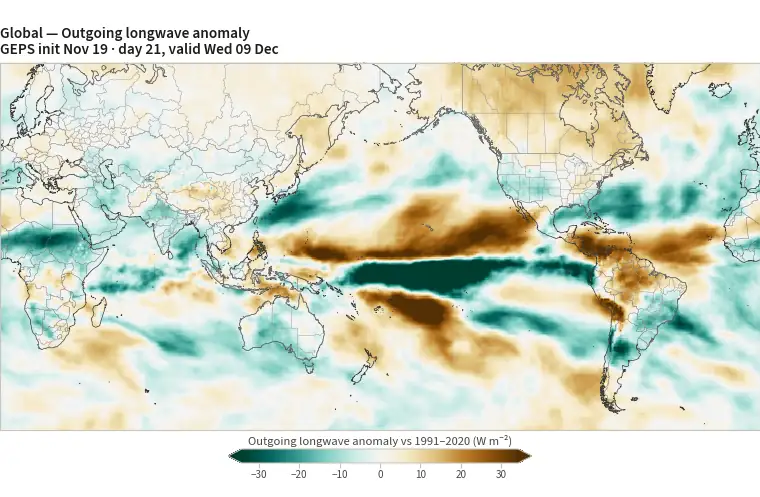 Global — Outgoing longwave anomaly
GEPS init Nov 19 · day 21, valid Wed 09 Dec
Outgoing longwave anomaly vs 1991–2020 (W m⁻²)
−30 −20 −10 0 10 20 30